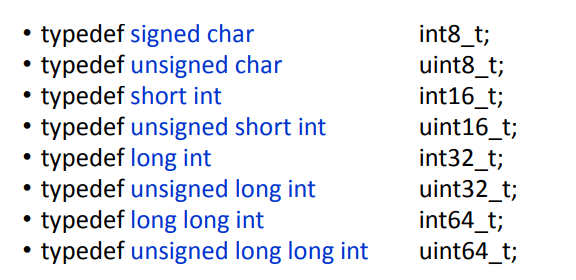 • typedef signed char int8_t;
• typedef unsigned char uint8_t;
• typedef short int int16_t;
• typedef unsigned short int uint16_t;
• typedef long int int32_t;
• typedef unsigned long int uint32_t;
• typedef long long int int64_t;
• typedef unsigned long long int uint64_t;